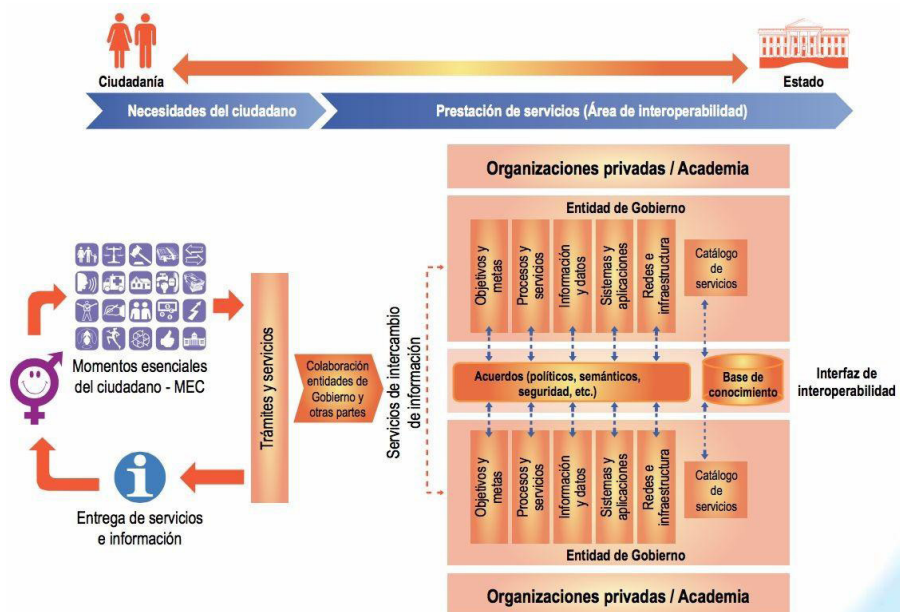 Ciudadanía
Estado
Necesidades del ciudadano
Prestación de servicios (Área de interoperabilidad)
Organizaciones privadas / Academia
Entidad de Gobierno
Objetivos y
metas
Procesos y
servicios
Información
y datos
Sistemas y
aplicaciones
Redes e
infraestructura
Catálogo
de
servicios
Momentos esenciales
del ciudadano - MEC
Trámites y servicios
Colaboración
entidades de
Gobierno y
otras partes
Servicios de intercambio
de información
Acuerdos (políticos, semánticos,
seguridad, etc.)
Base de
conocimiento
Interfaz de
interoperabilidad
Entrega de servicios
e información
Objetivos y
metas
Procesos y
servicios
Información
y datos
Sistemas y
aplicaciones
Redes e
infraestructura
Catálogo
de
servicios
Entidad de Gobierno
Organizaciones privadas / Academia